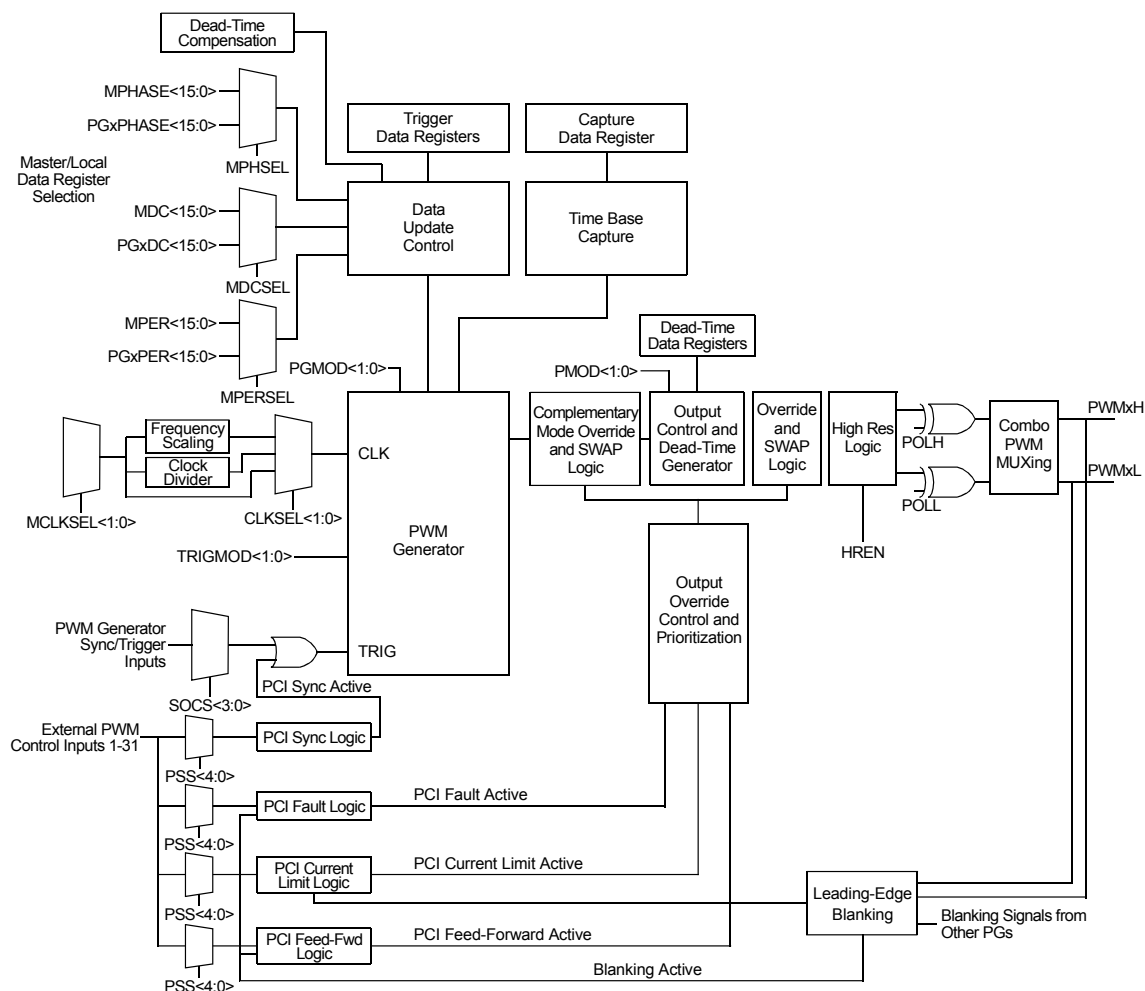 Dead-Time
Compensation
MPHASE<15:0>
PGxPHASE<15:0>
MPHSEL
Master/Local
Data Register
Selection
MDC<15:0>
PGxDC<15:0>
MDCSEL
MPER<15:0>
PGxPER<15:0>
MPERSEL
Trigger
Data Registers
Capture
Data Register
Data
Update
Control
Time Base
Capture
Dead-Time
Data Registers
PGMOD<1:0>
PMOD<1:0>
Frequency
Scaling
Clock
Divider
MCLKSEL<1:0>
CLKSEL<1:0>
CLK
PWM
Generator
TRIG
TRIGMOD<1:0>
Complementary
Mode Override
and SWAP
Logic
Output
Control and
Dead-Time
Generator
Override
and
SWAP
Logic
High Res
Logic
POLH
POLL
HREN
Combo
PWM
MUXing
PWMxH
PWMxL
Output
Override
Control and
Prioritization
PWM Generator
Sync/Trigger
Inputs
SOCS<3:0>
PCI Sync Active
External PWM
Control Inputs 1-31
PCI Sync Logic
PSS<4:0>
PCI Fault Logic
PCI Fault Active
PSS<4:0>
PCI Current
Limit Logic
PCI Current Limit Active
PSS<4:0>
PCI Feed-Fwd
Logic
PCI Feed-Forward Active
PSS<4:0>
Blanking Active
Leading-Edge
Blanking
Blanking Signals from
Other PGs